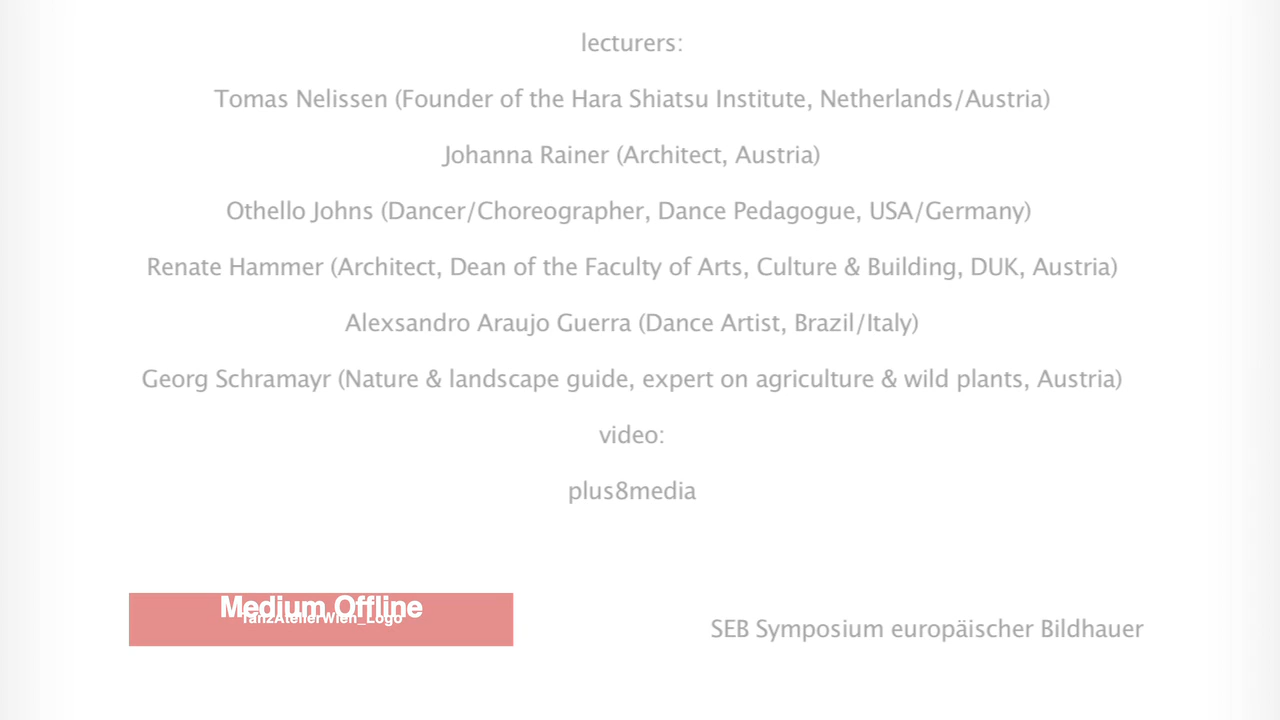 lecturers:
Tomas Nelissen (Founder of the Hara Shiatsu Institute, Netherlands/Austria)
Johanna Rainer (Architect, Austria)
Othello Johns (Dancer/Choreographer, Dance Pedagogue, USA/Germany)
Renate Hammer (Architect, Dean of the Faculty of Arts, Culture & Building, DUK, Austria)
Alexsandro Araujo Guerra (Dance Artist, Brazil/Italy)
Georg Schramayr (Nature & landscape guide, expert on agriculture & wild plants, Austria)
video:
plus8media
Medium Offline
TanzAtelierWien_Logo
SEB Symposium europäischer Bildhauer